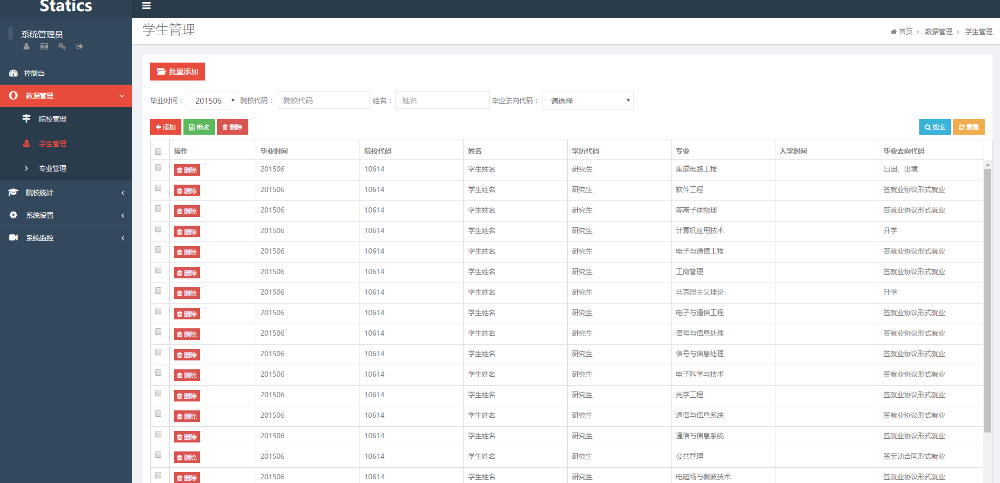 Statics
学生管理
首页 > 数据管理 > 学生管理
系统管理员
控制台
数据管理
院校管理
学生管理
专业管理
院校统计
系统设置
系统监控
批量添加
毕业时间： 201506 院校代码： 院校代码 姓名： 姓名 毕业去向代码： 请选择
添加 修改 删除 搜索 重置
操作 毕业时间 院校代码 姓名 学历代码 专业 入学时间 毕业去向代码
删除 201506 10614 学生姓名 研究生 集成电路工程 出国、出境
删除 201506 10614 学生姓名 研究生 软件工程 签就业协议形式就业
删除 201506 10614 学生姓名 研究生 等离子体物理 签就业协议形式就业
删除 201506 10614 学生姓名 研究生 计算机应用技术 升学
删除 201506 10614 学生姓名 研究生 电子与通信工程 签就业协议形式就业
删除 201506 10614 学生姓名 研究生 工商管理 签就业协议形式就业
删除 201506 10614 学生姓名 研究生 马克思主义理论 升学
删除 201506 10614 学生姓名 研究生 电子与通信工程 签就业协议形式就业
删除 201506 10614 学生姓名 研究生 信号与信息处理 签就业协议形式就业
删除 201506 10614 学生姓名 研究生 信号与信息处理 签就业协议形式就业
删除 201506 10614 学生姓名 研究生 电子科学与技术 签就业协议形式就业
删除 201506 10614 学生姓名 研究生 光学工程 签就业协议形式就业
删除 201506 10614 学生姓名 研究生 通信与信息系统 签就业协议形式就业
删除 201506 10614 学生姓名 研究生 通信与信息系统 签就业协议形式就业
删除 201506 10614 学生姓名 研究生 公共管理 签劳动合同形式就业
删除 201506 10614 学生姓名 研究生 电磁场与微波技术 签就业协议形式就业